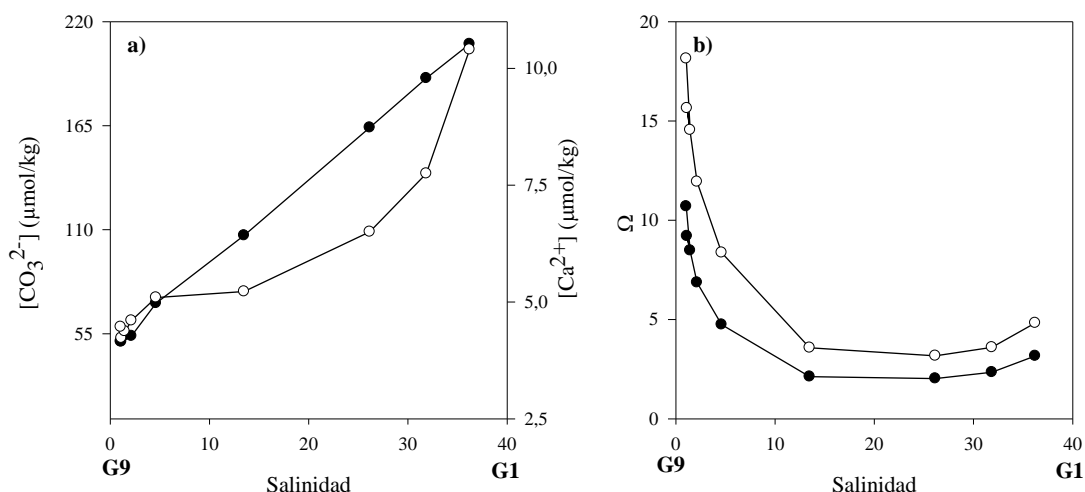 a)
220
165
110
55
[CO₃²⁻] (µmol/kg)
10,0
7,5
5,0
2,5
[Ca²⁺] (µmol/kg)
0 10 20 30 40
G9 Salinidad G1
b)
20
15
10
5
0
Ω
0 10 20 30 40
G9 Salinidad G1